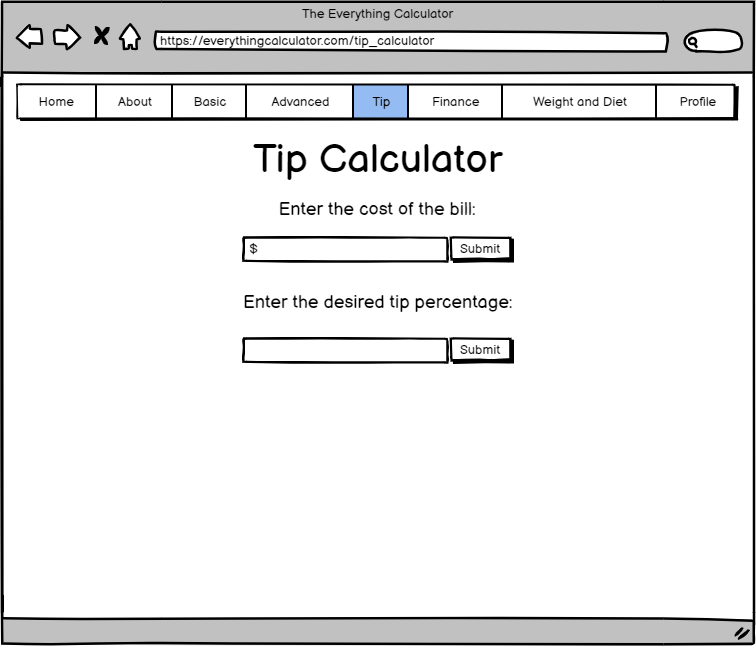 The Everything Calculator
https://everythingcalculator.com/tip_calculator
Home About Basic Advanced Tip Finance Weight and Diet Profile
Tip Calculator
Enter the cost of the bill:
$ Submit
Enter the desired tip percentage:
Submit